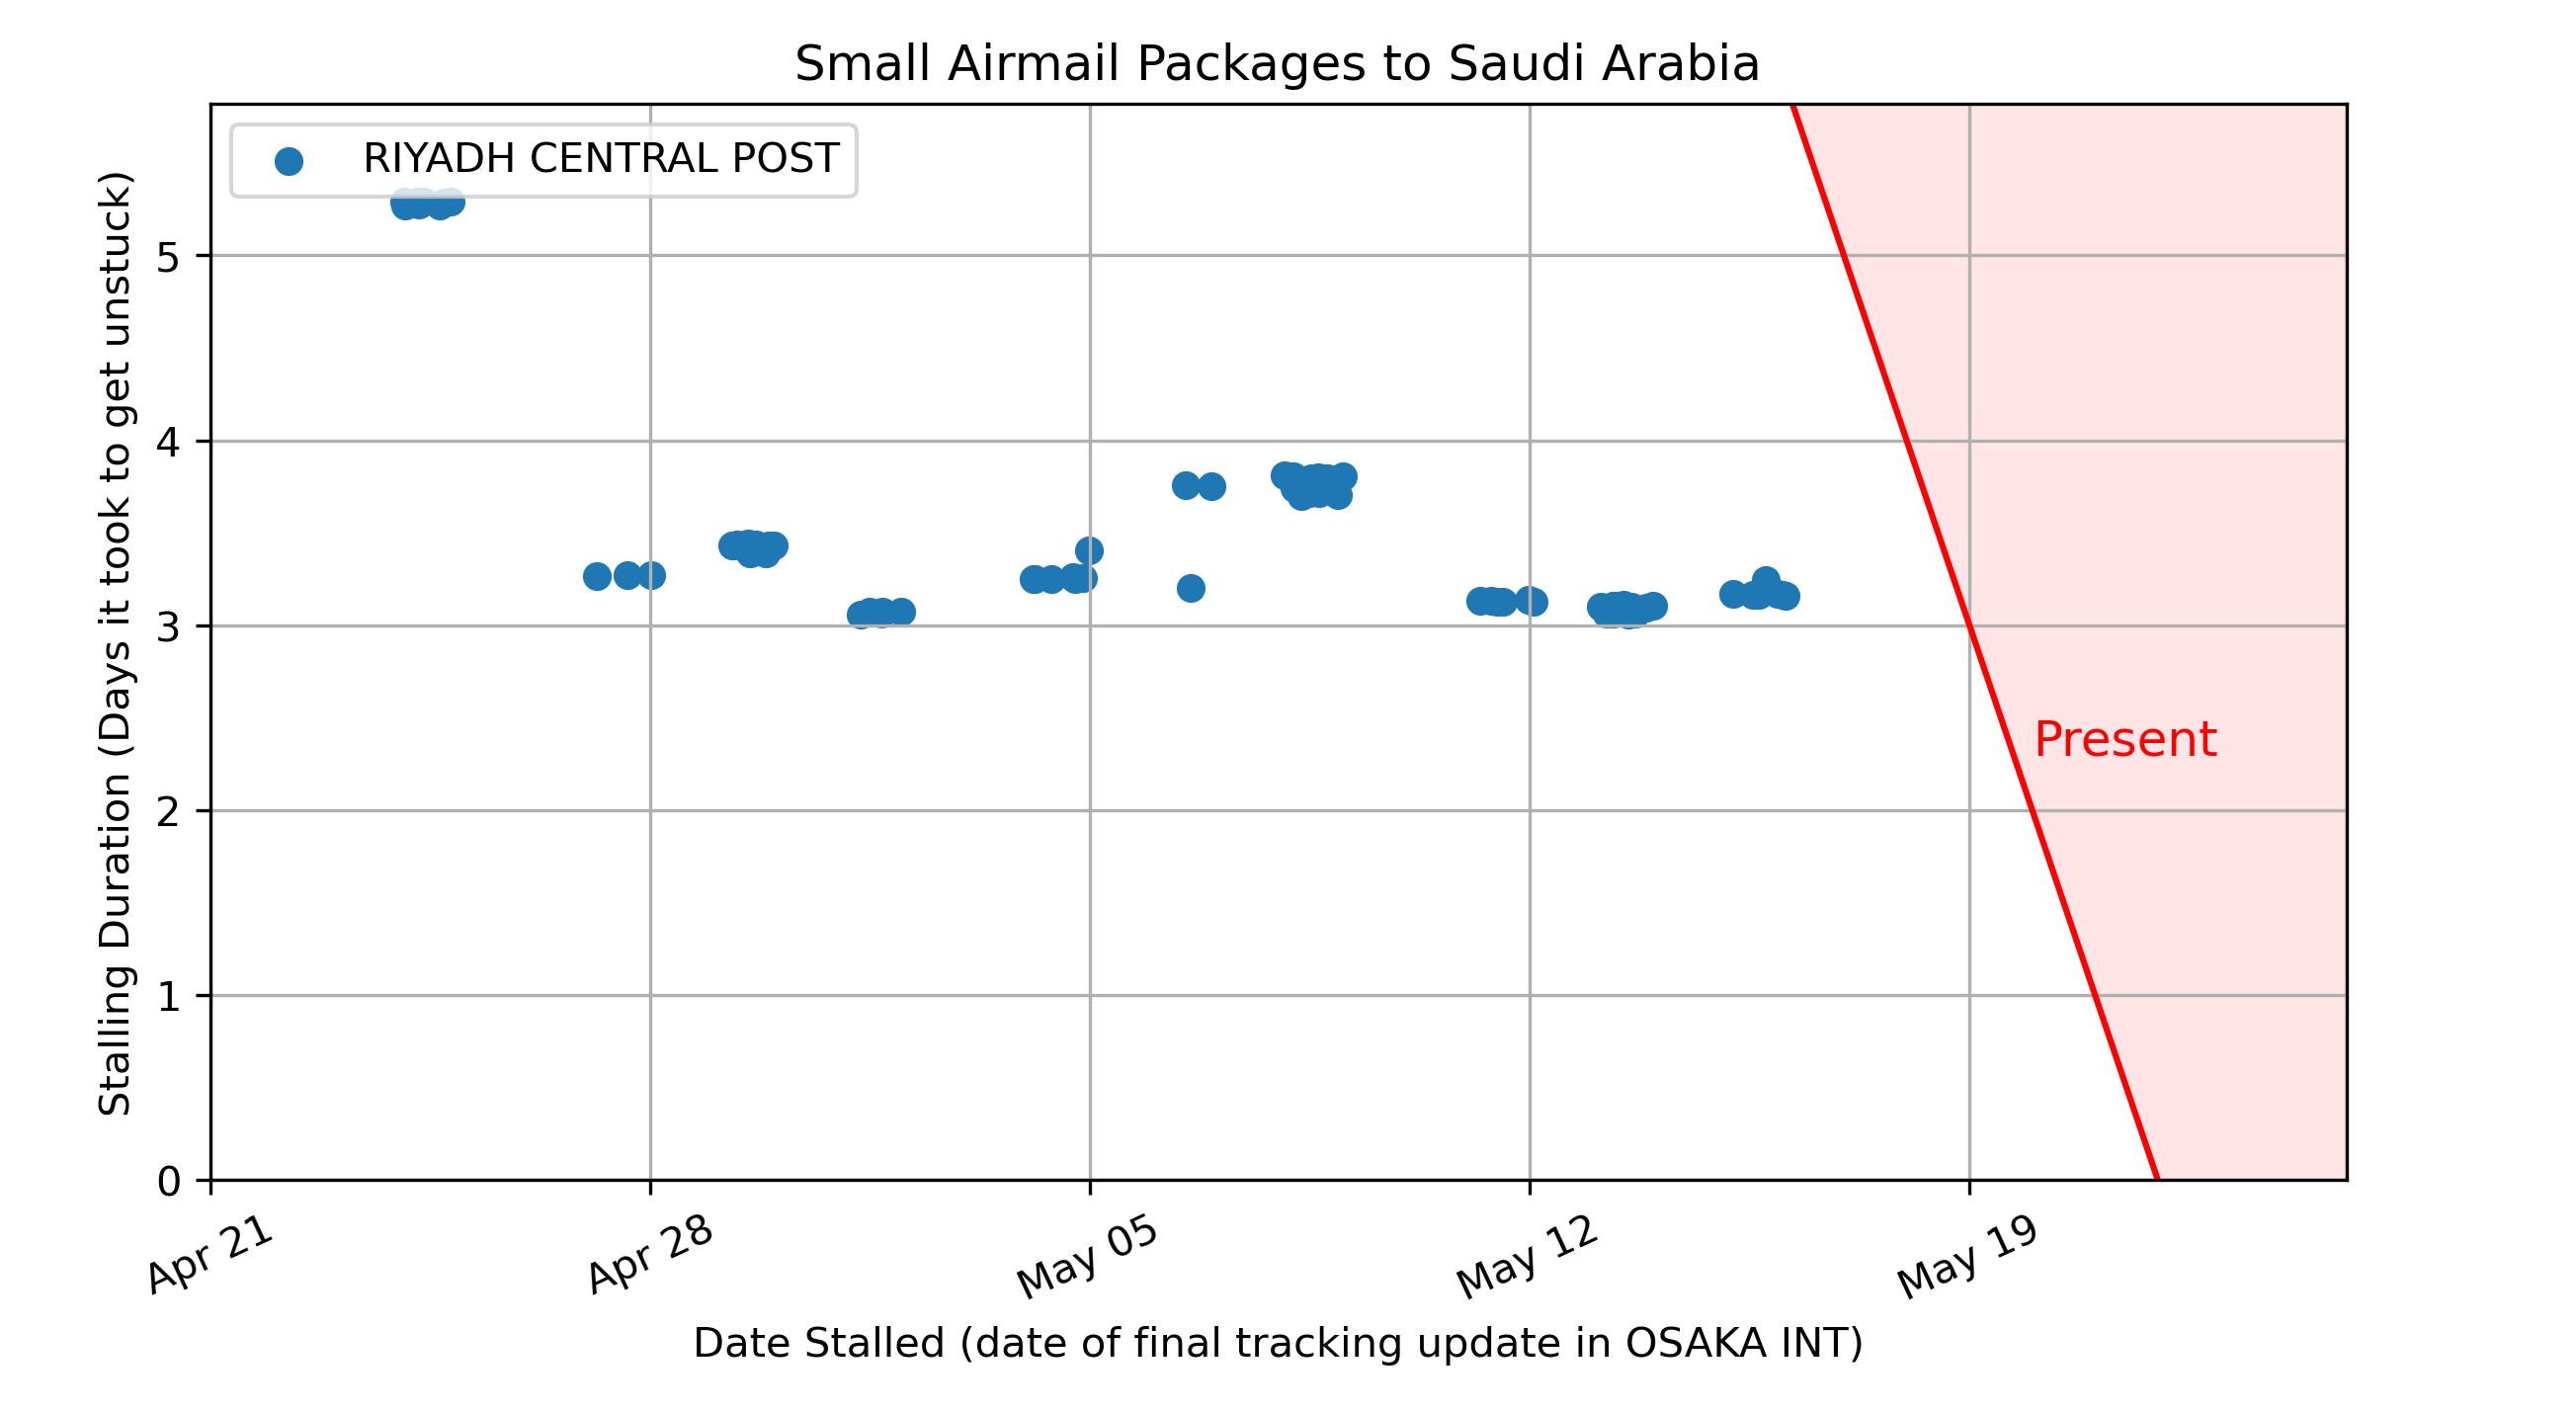 Small Airmail Packages to Saudi Arabia
RIYADH CENTRAL POST
Stalling Duration (Days it took to get unstuck)
5
4
3
2
1
0
Present
Apr 21
Apr 28
May 05
May 12
May 19
Date Stalled (date of final tracking update in OSAKA INT)